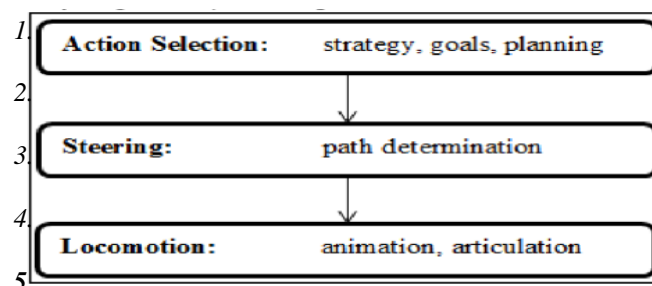 1.
Action Selection: strategy, goals, planning
2.
Steering: path determination
3.
4.
Locomotion: animation, articulation
5